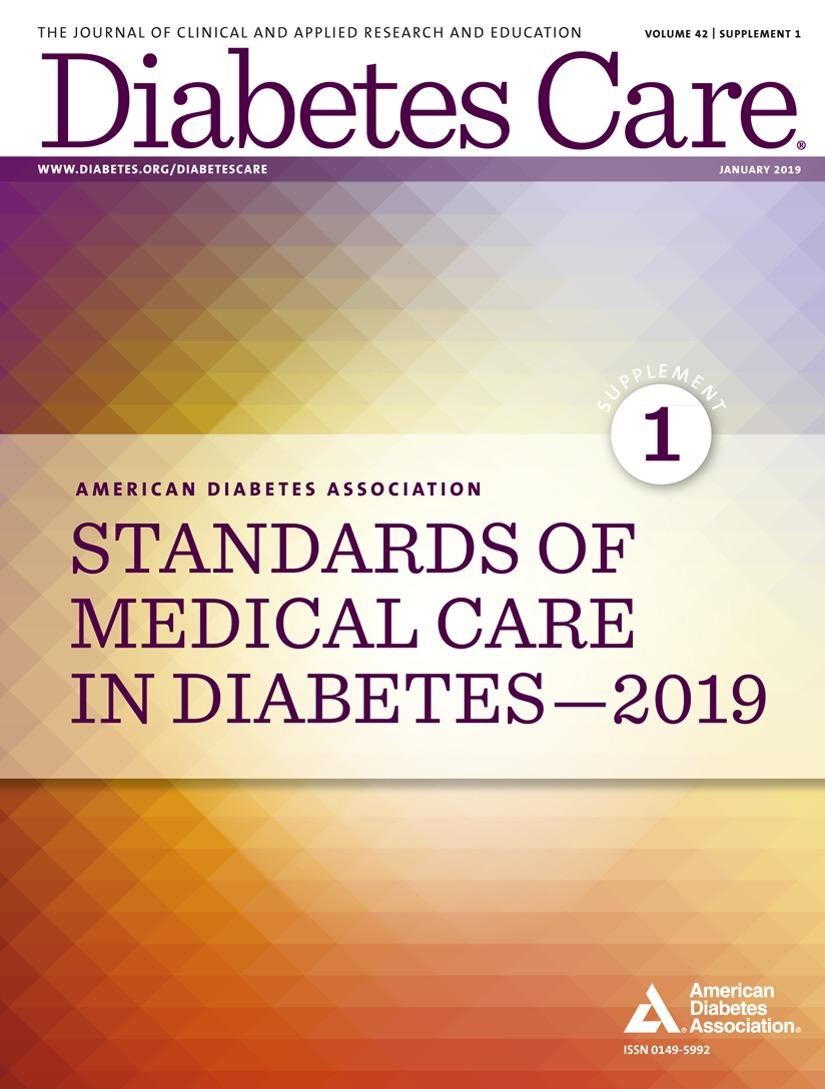 THE JOURNAL OF CLINICAL AND APPLIED RESEARCH AND EDUCATION
VOLUME 42 | SUPPLEMENT 1
Diabetes Care®
WWW.DIABETES.ORG/DIABETESCARE
JANUARY 2019
SUPPLEMENT
1
AMERICAN DIABETES ASSOCIATION
STANDARDS OF
MEDICAL CARE
IN DIABETES—2019
American
Diabetes
®Association®
ISSN 0149-5992